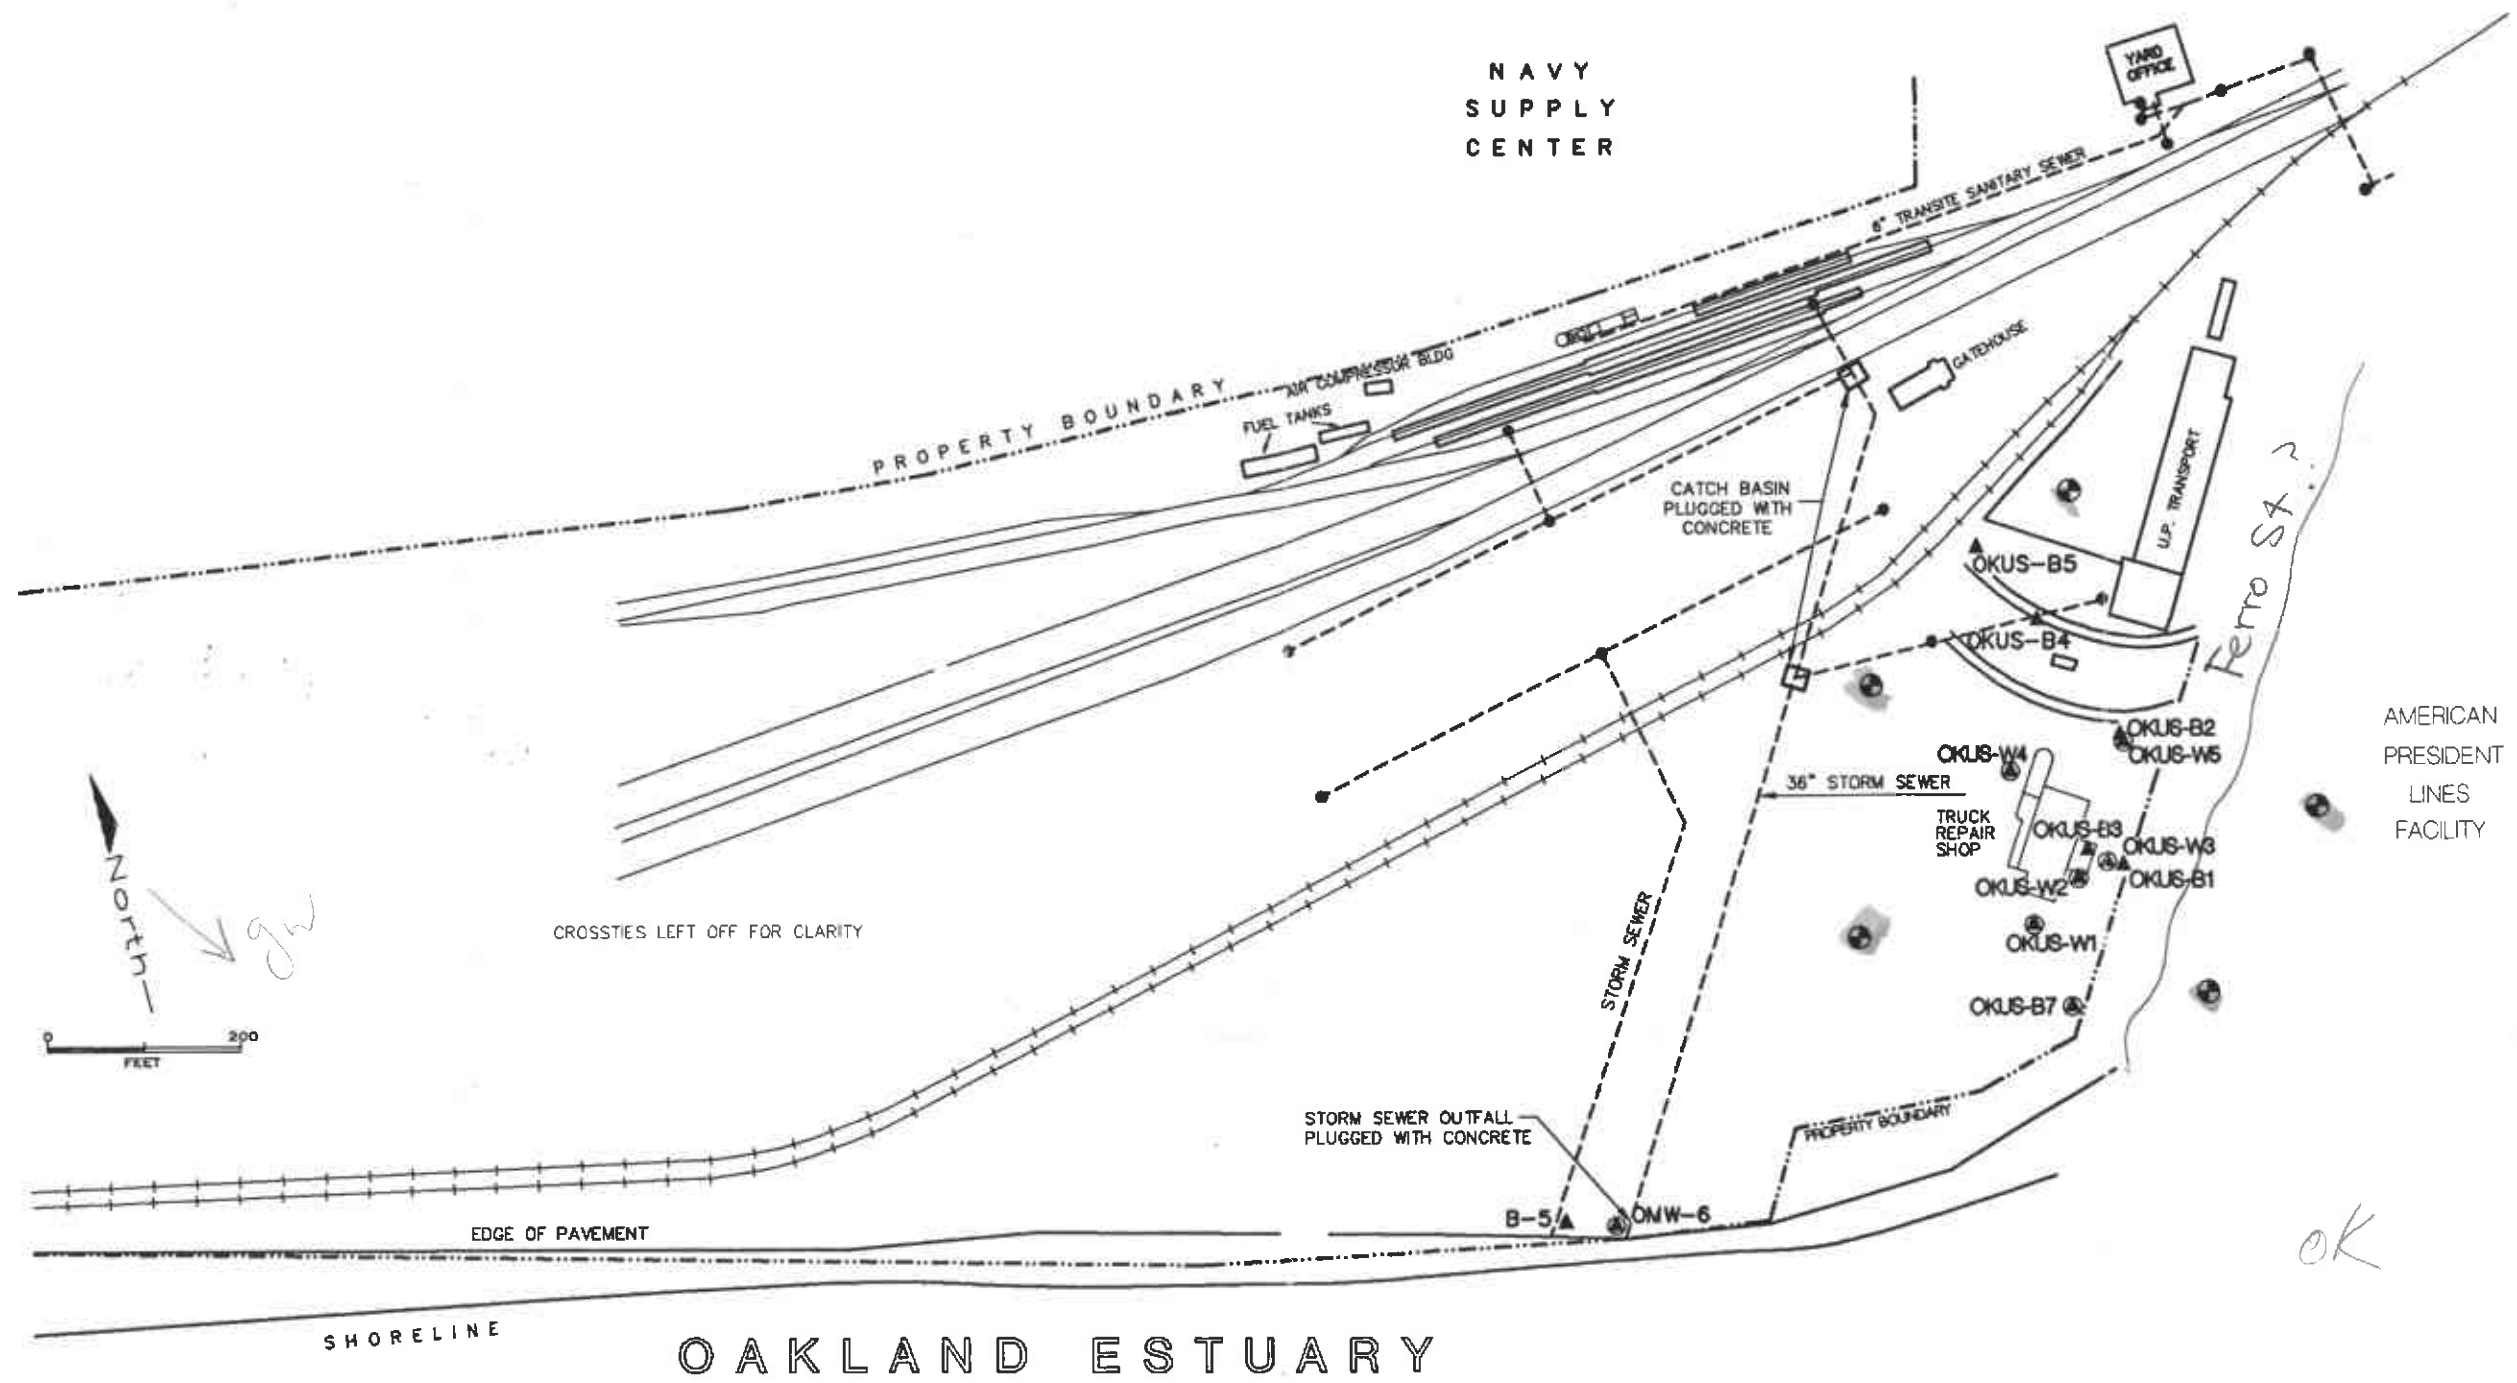 NAVY
SUPPLY
CENTER
YARD
OFFICE
6" TRANSITE SANITARY SEWER
GATEHOUSE
AIR COMPRESSOR BLDG
FUEL TANKS
PROPERTY BOUNDARY
CATCH BASIN
PLUGGED WITH
CONCRETE
U.P. TRANSPORT
Ferro St.?
OKUS-B5
OKUS-B4
OKUS-B2
OKUS-W5
OKUS-W4
36" STORM SEWER
TRUCK
REPAIR
SHOP
OKUS-B3
OKUS-W3
OKUS-W2
OKUS-B1
OKUS-W1
OKUS-B7
AMERICAN
PRESIDENT
LINES
FACILITY
North
gw
0 200
FEET
CROSSTIES LEFT OFF FOR CLARITY
STORM SEWER
STORM SEWER OUTFALL
PLUGGED WITH CONCRETE
PROPERTY BOUNDARY
B-5
OMW-6
EDGE OF PAVEMENT
SHORELINE
OAKLAND ESTUARY
OK